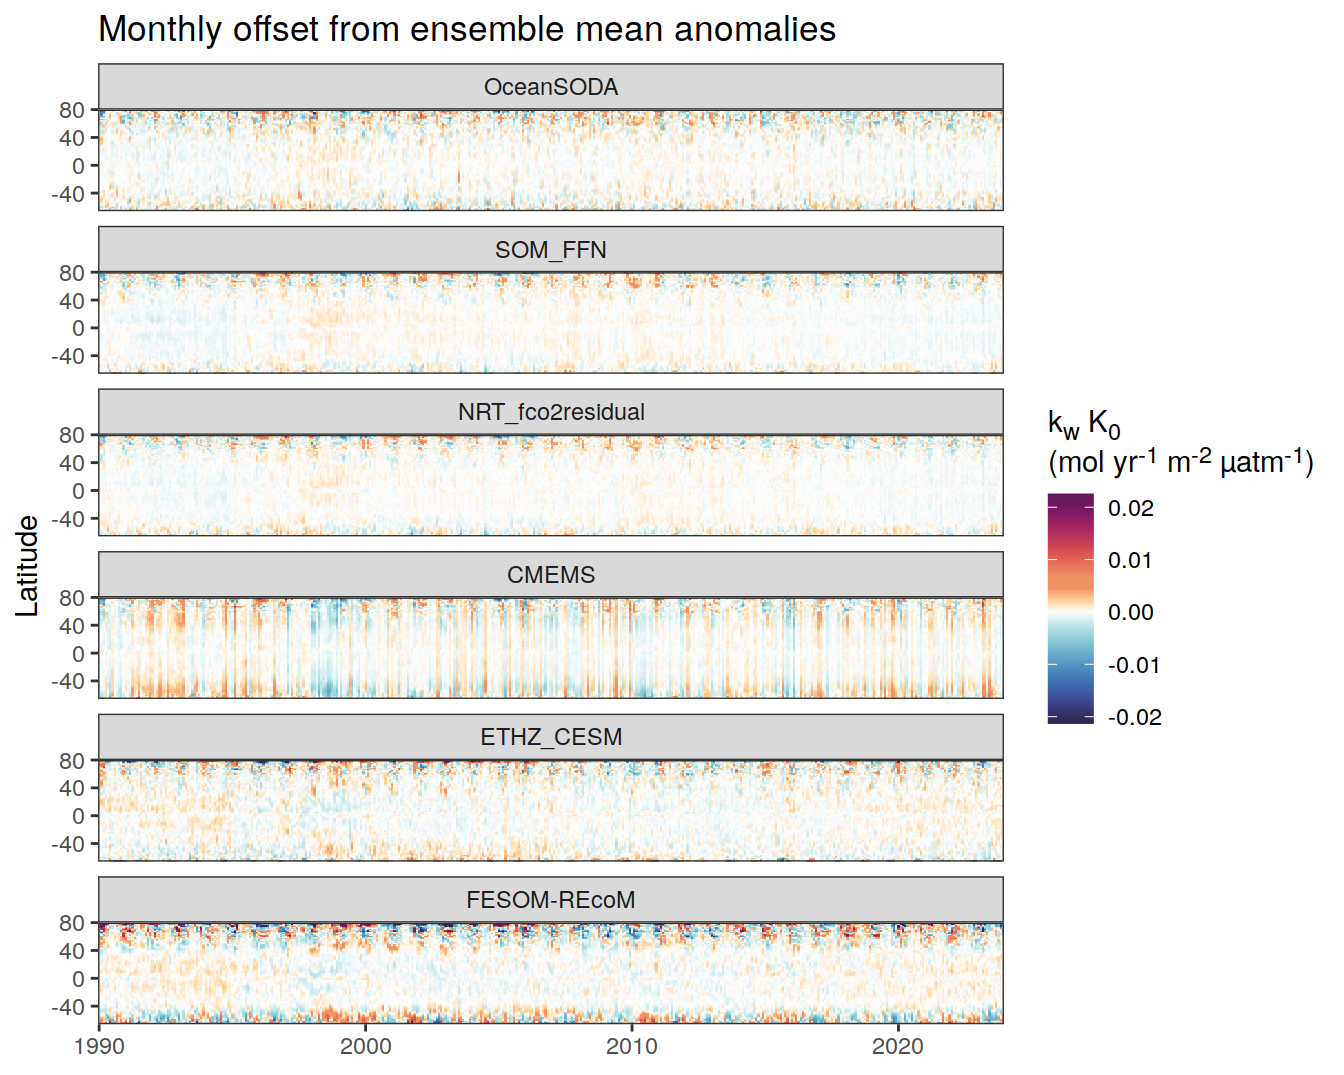 Monthly offset from ensemble mean anomalies
OceanSODA
80
40
0
-40
SOM_FFN
80
40
0
-40
NRT_fco2residual
80
40
0
-40
CMEMS
80
40
0
-40
ETHZ_CESM
80
40
0
-40
FESOM-REcoM
80
40
0
-40
1990 2000 2010 2020
Latitude
k_w K_0
(mol yr⁻¹ m⁻² µatm⁻¹)
0.02
0.01
0.00
-0.01
-0.02